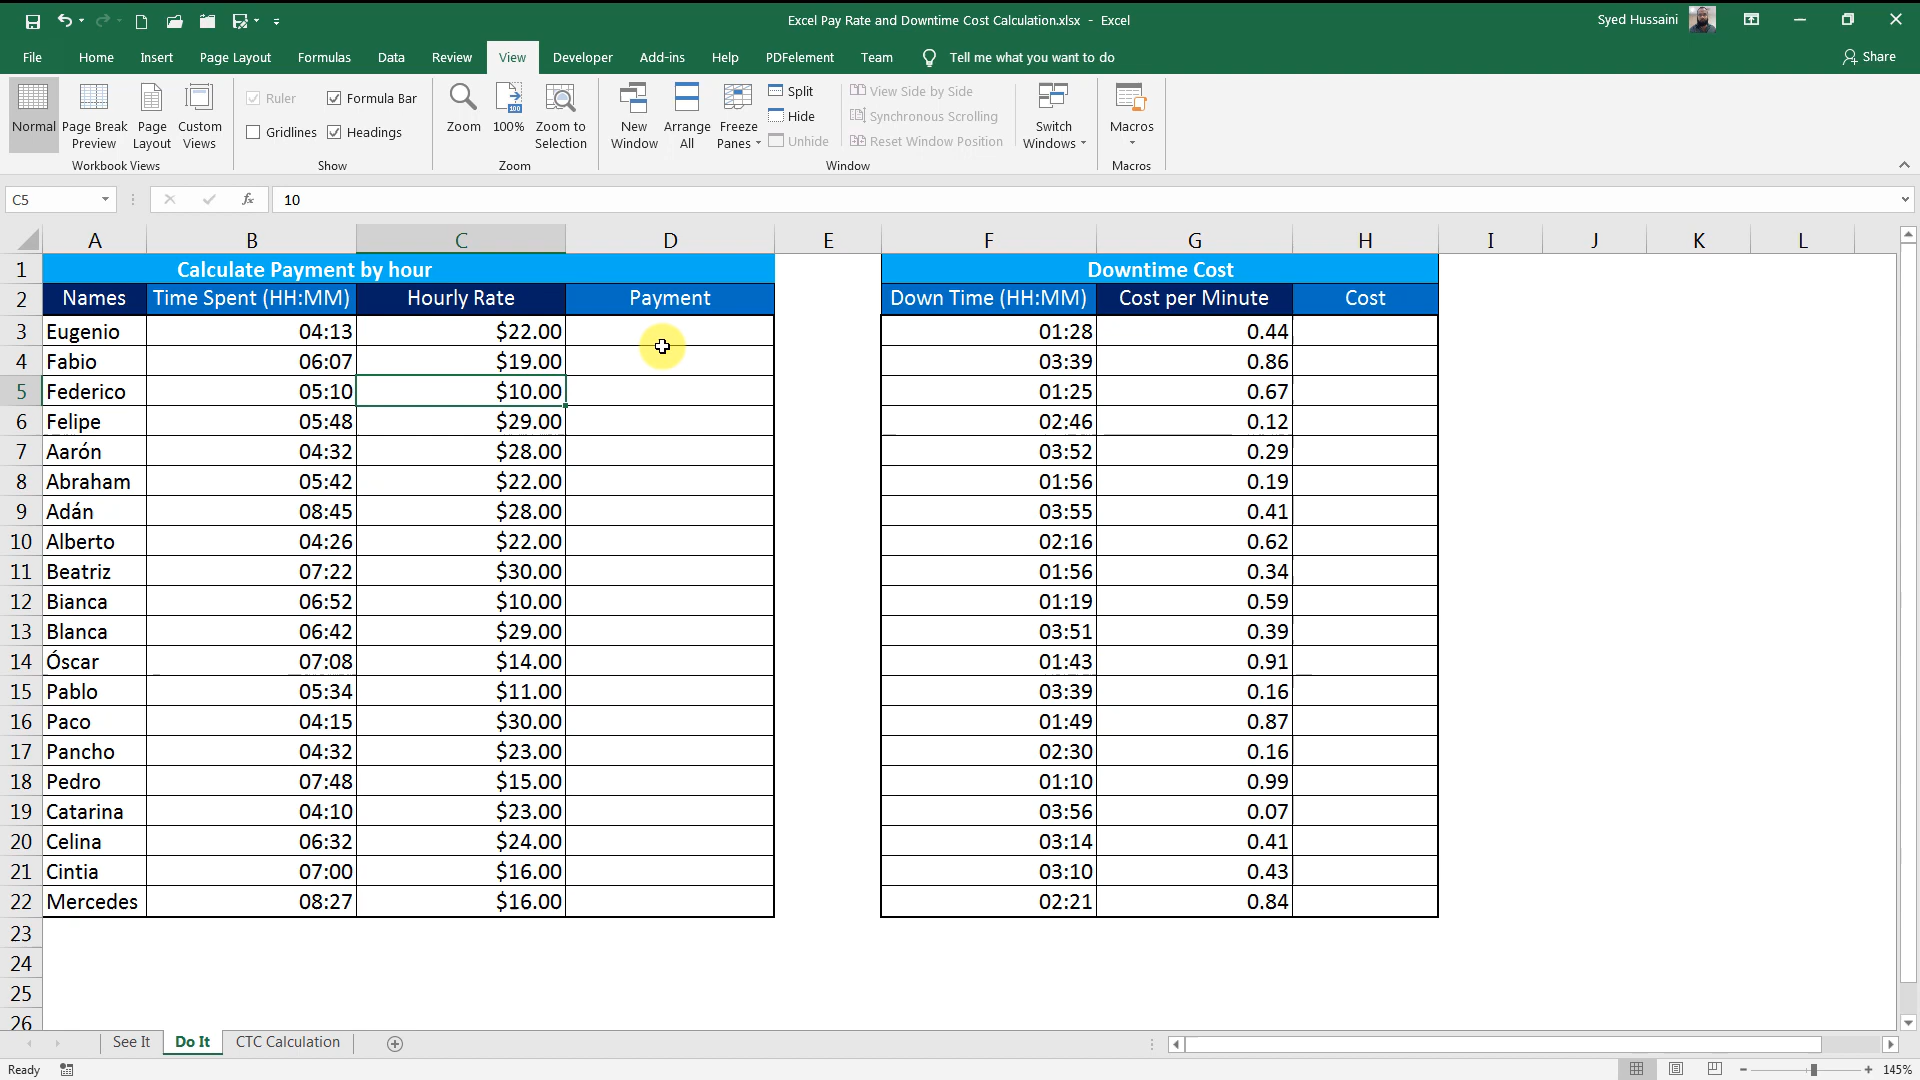 Excel Pay Rate and Downtime Cost Calculation.xlsx - Excel
Syed Hussaini
File Home Insert Page Layout Formulas Data Review View Developer Add-ins Help PDFelement Team Tell me what you want to do Share
Normal
Page Break Preview
Page Layout
Custom Views
Workbook Views
Ruler
Formula Bar
Gridlines
Headings
Show
Zoom
100
100%
Zoom to Selection
Zoom
New Window
Arrange All
Freeze Panes
Split
Hide
Unhide
View Side by Side
Synchronous Scrolling
Reset Window Position
Window
Switch Windows
Macros
Macros
C5 fx 10
A B C D E F G H I J K L
1 Calculate Payment by hour Downtime Cost
2 Names Time Spent (HH:MM) Hourly Rate Payment Down Time (HH:MM) Cost per Minute Cost
3 Eugenio 04:13 $22.00 01:28 0.44
4 Fabio 06:07 $19.00 03:39 0.86
5 Federico 05:10 $10.00 01:25 0.67
6 Felipe 05:48 $29.00 02:46 0.12
7 Aarón 04:32 $28.00 03:52 0.29
8 Abraham 05:42 $22.00 01:56 0.19
9 Adán 08:45 $28.00 03:55 0.41
10 Alberto 04:26 $22.00 02:16 0.62
11 Beatriz 07:22 $30.00 01:56 0.34
12 Bianca 06:52 $10.00 01:19 0.59
13 Blanca 06:42 $29.00 03:51 0.39
14 Óscar 07:08 $14.00 01:43 0.91
15 Pablo 05:34 $11.00 03:39 0.16
16 Paco 04:15 $30.00 01:49 0.87
17 Pancho 04:32 $23.00 02:30 0.16
18 Pedro 07:48 $15.00 01:10 0.99
19 Catarina 04:10 $23.00 03:56 0.07
20 Celina 06:32 $24.00 03:14 0.41
21 Cintia 07:00 $16.00 03:10 0.43
22 Mercedes 08:27 $16.00 02:21 0.84
23
24
25
26
See It Do It CTC Calculation
Ready 145%